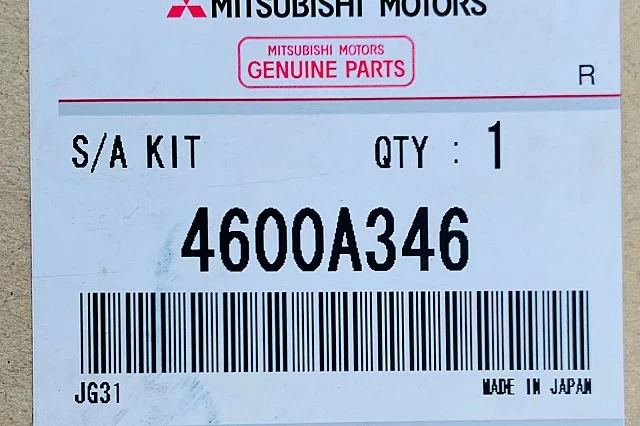 MITSUBISHI MOTORS
MITSUBISHI MOTORS
GENUINE PARTS
R
S/A KIT QTY : 1
4600A346
JG31 MADE IN JAPAN